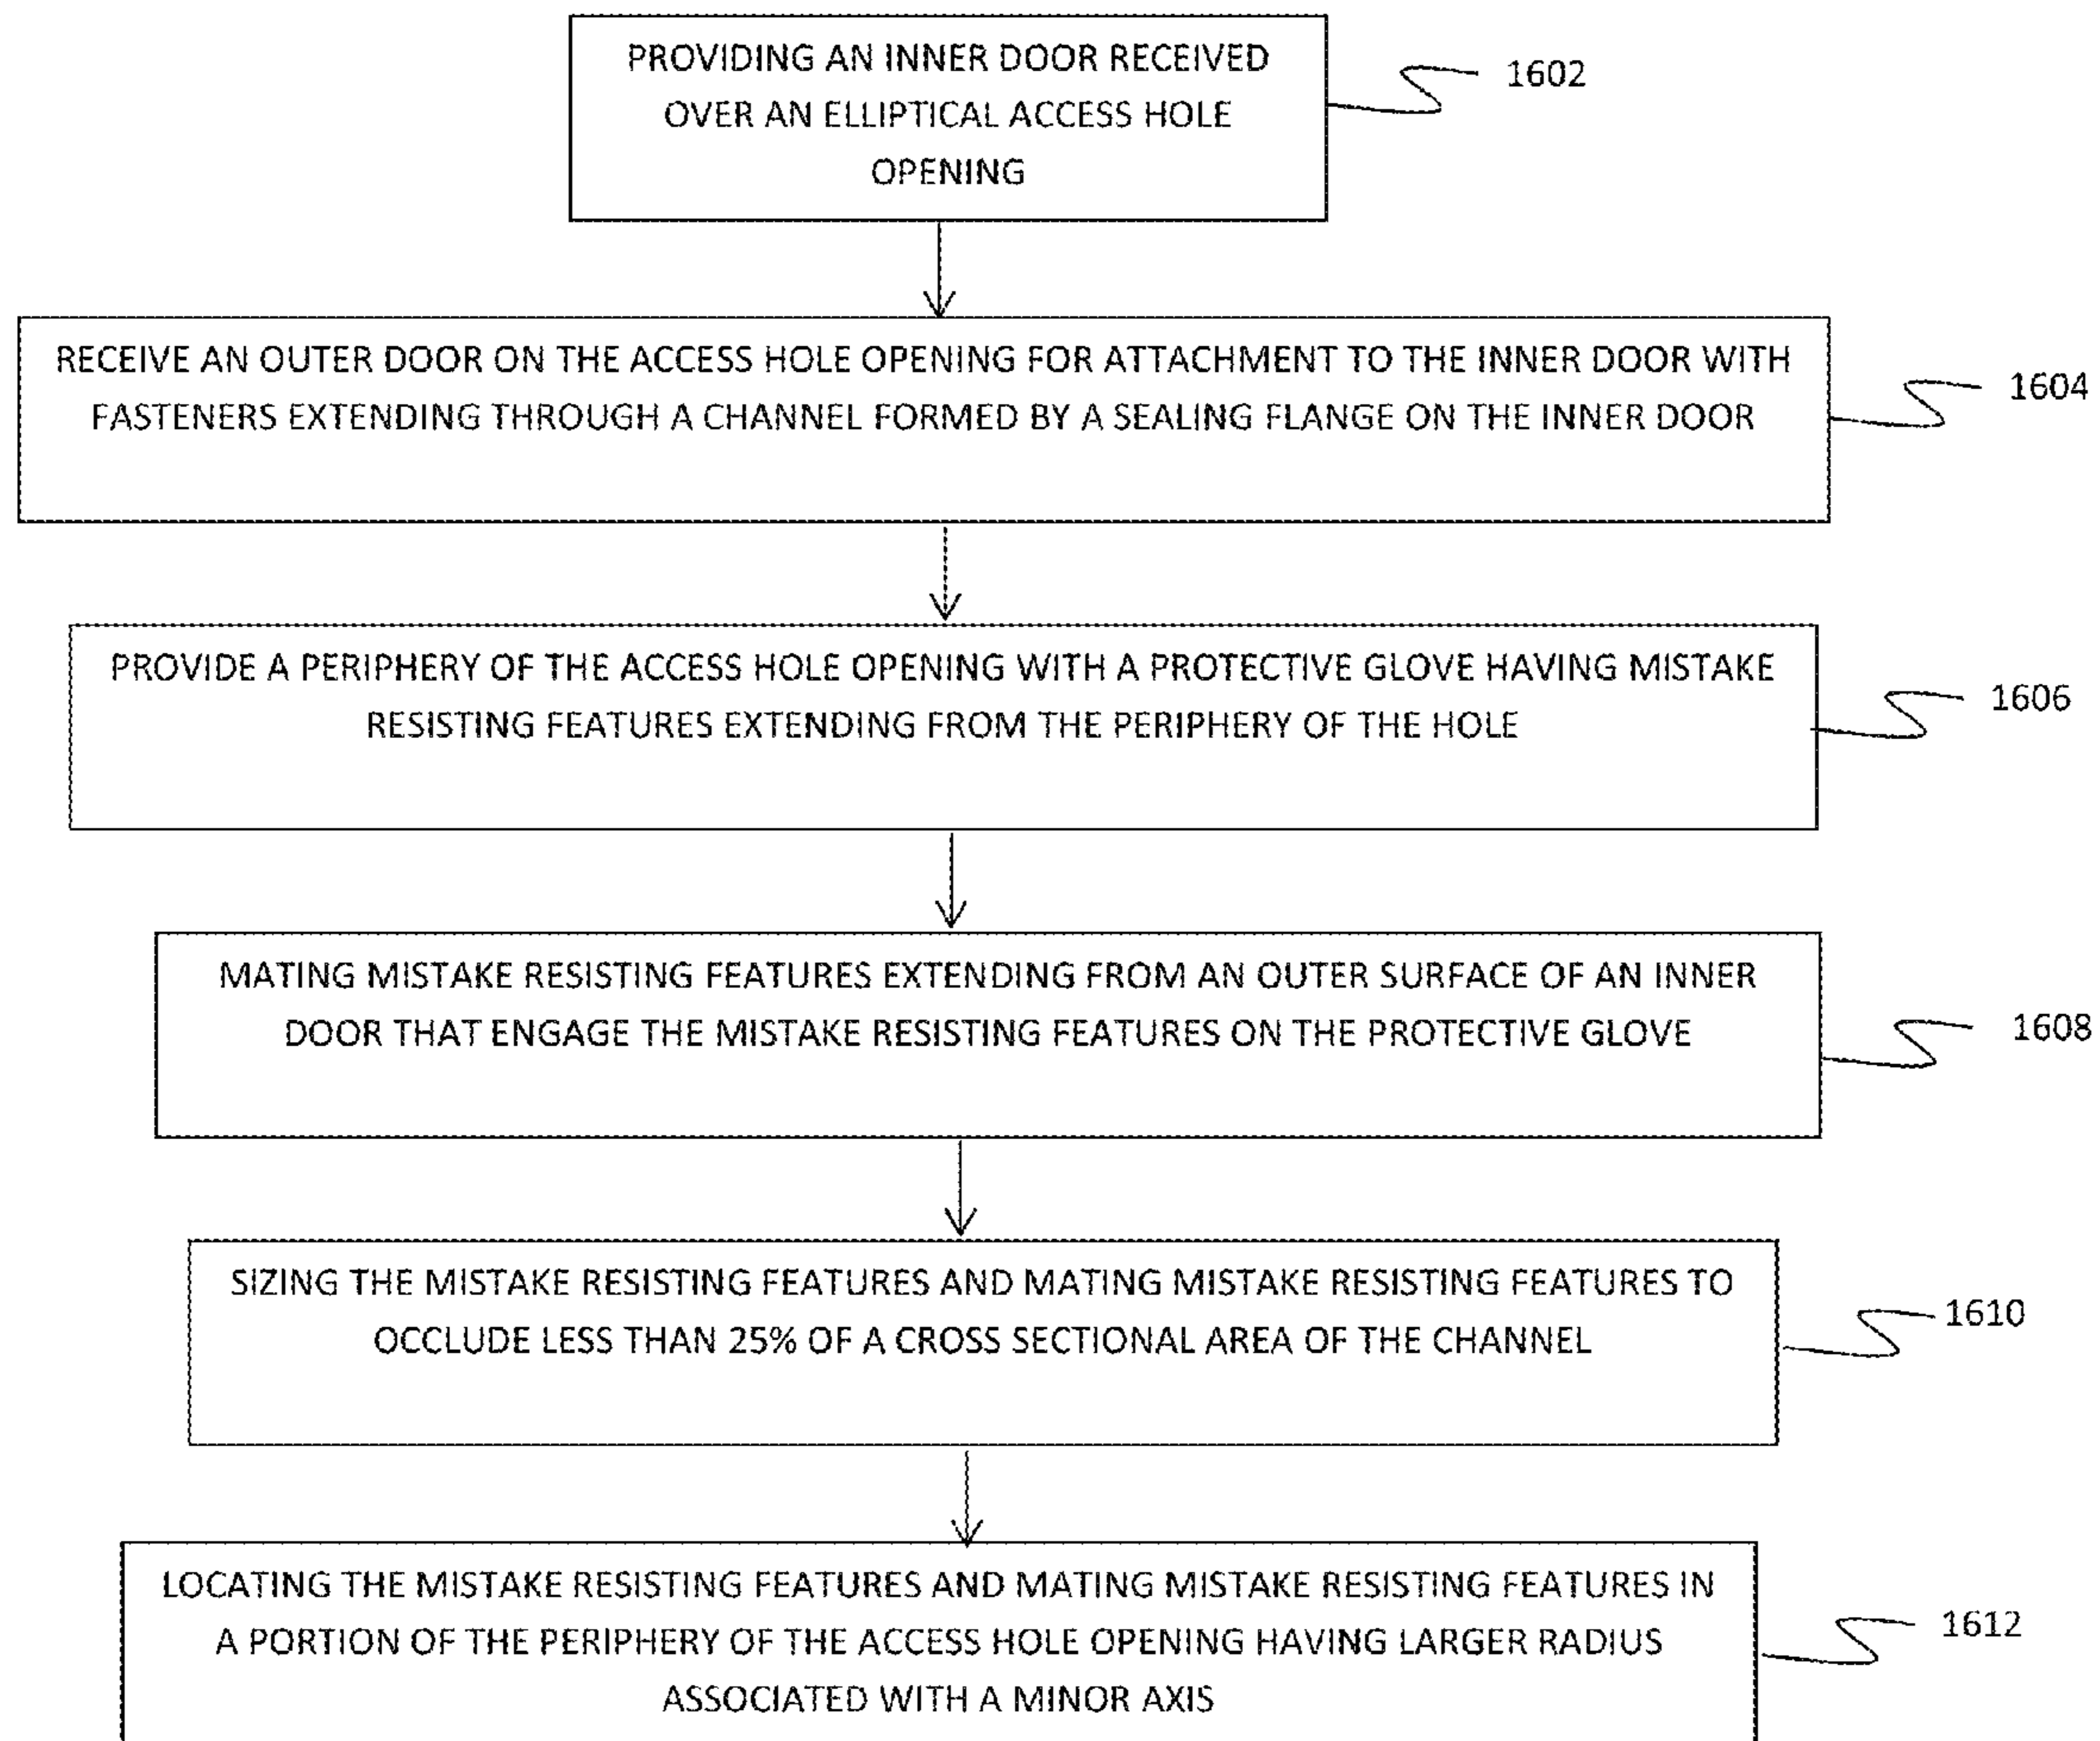 PROVIDING AN INNER DOOR RECEIVED
OVER AN ELLIPTICAL ACCESS HOLE
OPENING
1602
RECEIVE AN OUTER DOOR ON THE ACCESS HOLE OPENING FOR ATTACHMENT TO THE INNER DOOR WITH
FASTENERS EXTENDING THROUGH A CHANNEL FORMED BY A SEALING FLANGE ON THE INNER DOOR
1604
PROVIDE A PERIPHERY OF THE ACCESS HOLE OPENING WITH A PROTECTIVE GLOVE HAVING MISTAKE
RESISTING FEATURES EXTENDING FROM THE PERIPHERY OF THE HOLE
1606
MATING MISTAKE RESISTING FEATURES EXTENDING FROM AN OUTER SURFACE OF AN INNER
DOOR THAT ENGAGE THE MISTAKE RESISTING FEATURES ON THE PROTECTIVE GLOVE
1608
SIZING THE MISTAKE RESISTING FEATURES AND MATING MISTAKE RESISTING FEATURES TO
OCCLUDE LESS THAN 25% OF A CROSS SECTIONAL AREA OF THE CHANNEL
1610
LOCATING THE MISTAKE RESISTING FEATURES AND MATING MISTAKE RESISTING FEATURES IN
A PORTION OF THE PERIPHERY OF THE ACCESS HOLE OPENING HAVING LARGER RADIUS
ASSOCIATED WITH A MINOR AXIS
1612